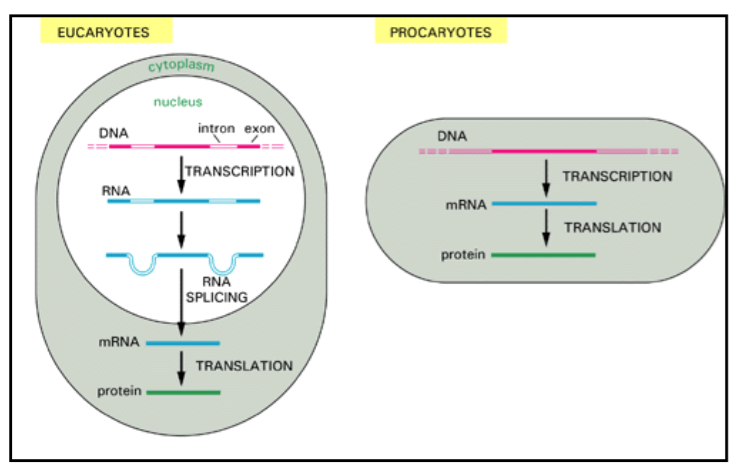 EUCARYOTES
cytoplasm
nucleus
DNA
intron exon
TRANSCRIPTION
RNA
RNA
SPLICING
mRNA
TRANSLATION
protein
PROCARYOTES
DNA
TRANSCRIPTION
mRNA
TRANSLATION
protein